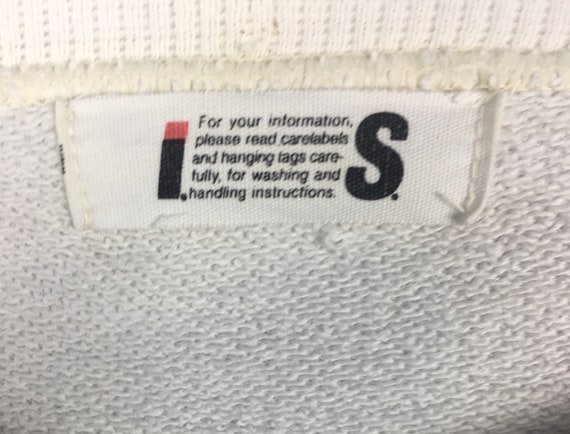 I.S.
For your information,
please read carelabels
and hanging tags care-
fully, for washing and
handling instructions.